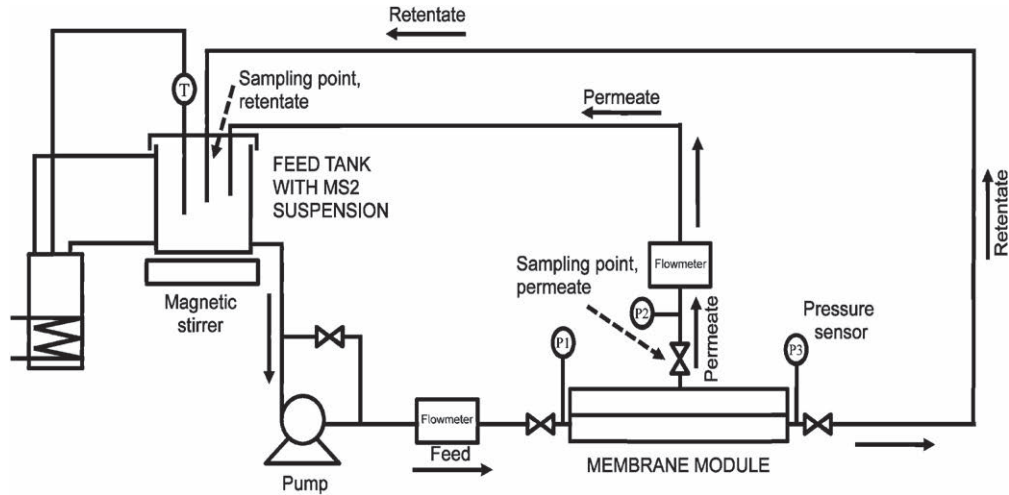 Retentate
T
Sampling point,
retentate
Permeate
FEED TANK
WITH MS2
SUSPENSION
Retentate
Magnetic
stirrer
Sampling point,
permeate
Flowmeter
P2
Permeate
Pressure
sensor
P1
P3
Flowmeter
Feed
Pump
MEMBRANE MODULE